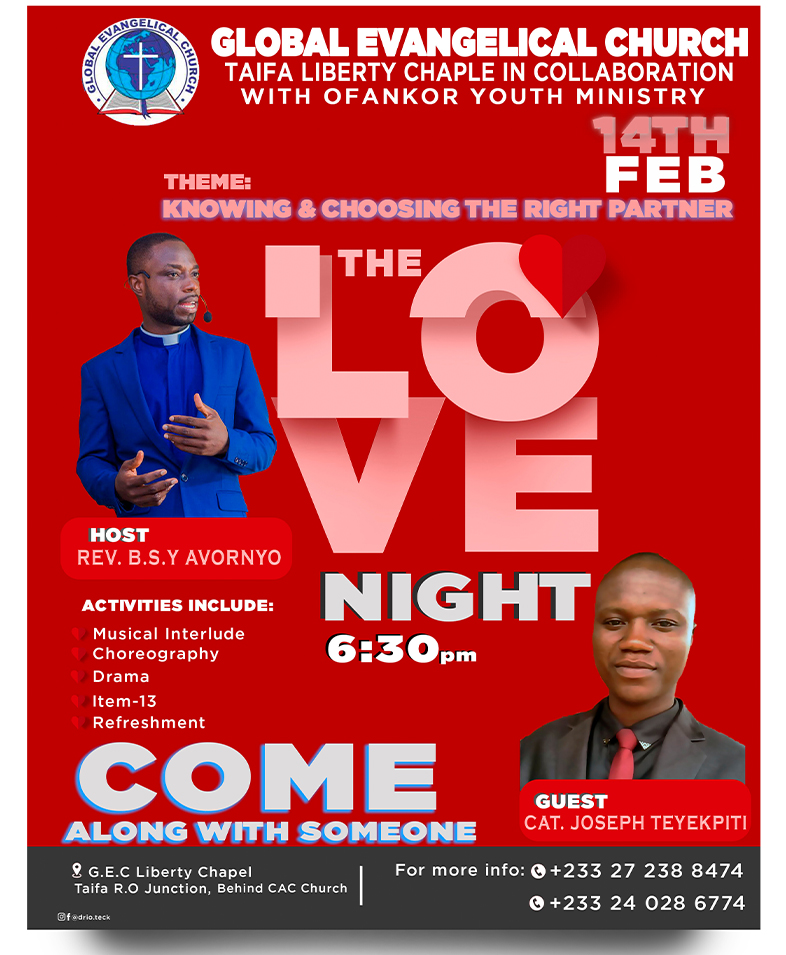 GLOBAL EVANGELICAL CHURCH
GLOBAL EVANGELICAL CHURCH
TAIFA LIBERTY CHAPLE IN COLLABORATION
WITH OFANKOR YOUTH MINISTRY
14TH
FEB
THEME:
KNOWING & CHOOSING THE RIGHT PARTNER
THE
LOVE
NIGHT
6:30pm
HOST
REV. B.S.Y AVORNYO
ACTIVITIES INCLUDE:
Musical Interlude
Choreography
Drama
Item-13
Refreshment
COME
ALONG WITH SOMEONE
GUEST
CAT. JOSEPH TEYEKPITI
G.E.C Liberty Chapel
Taifa R.O Junction, Behind CAC Church
For more info: +233 27 238 8474
+233 24 028 6774
@drio.teck